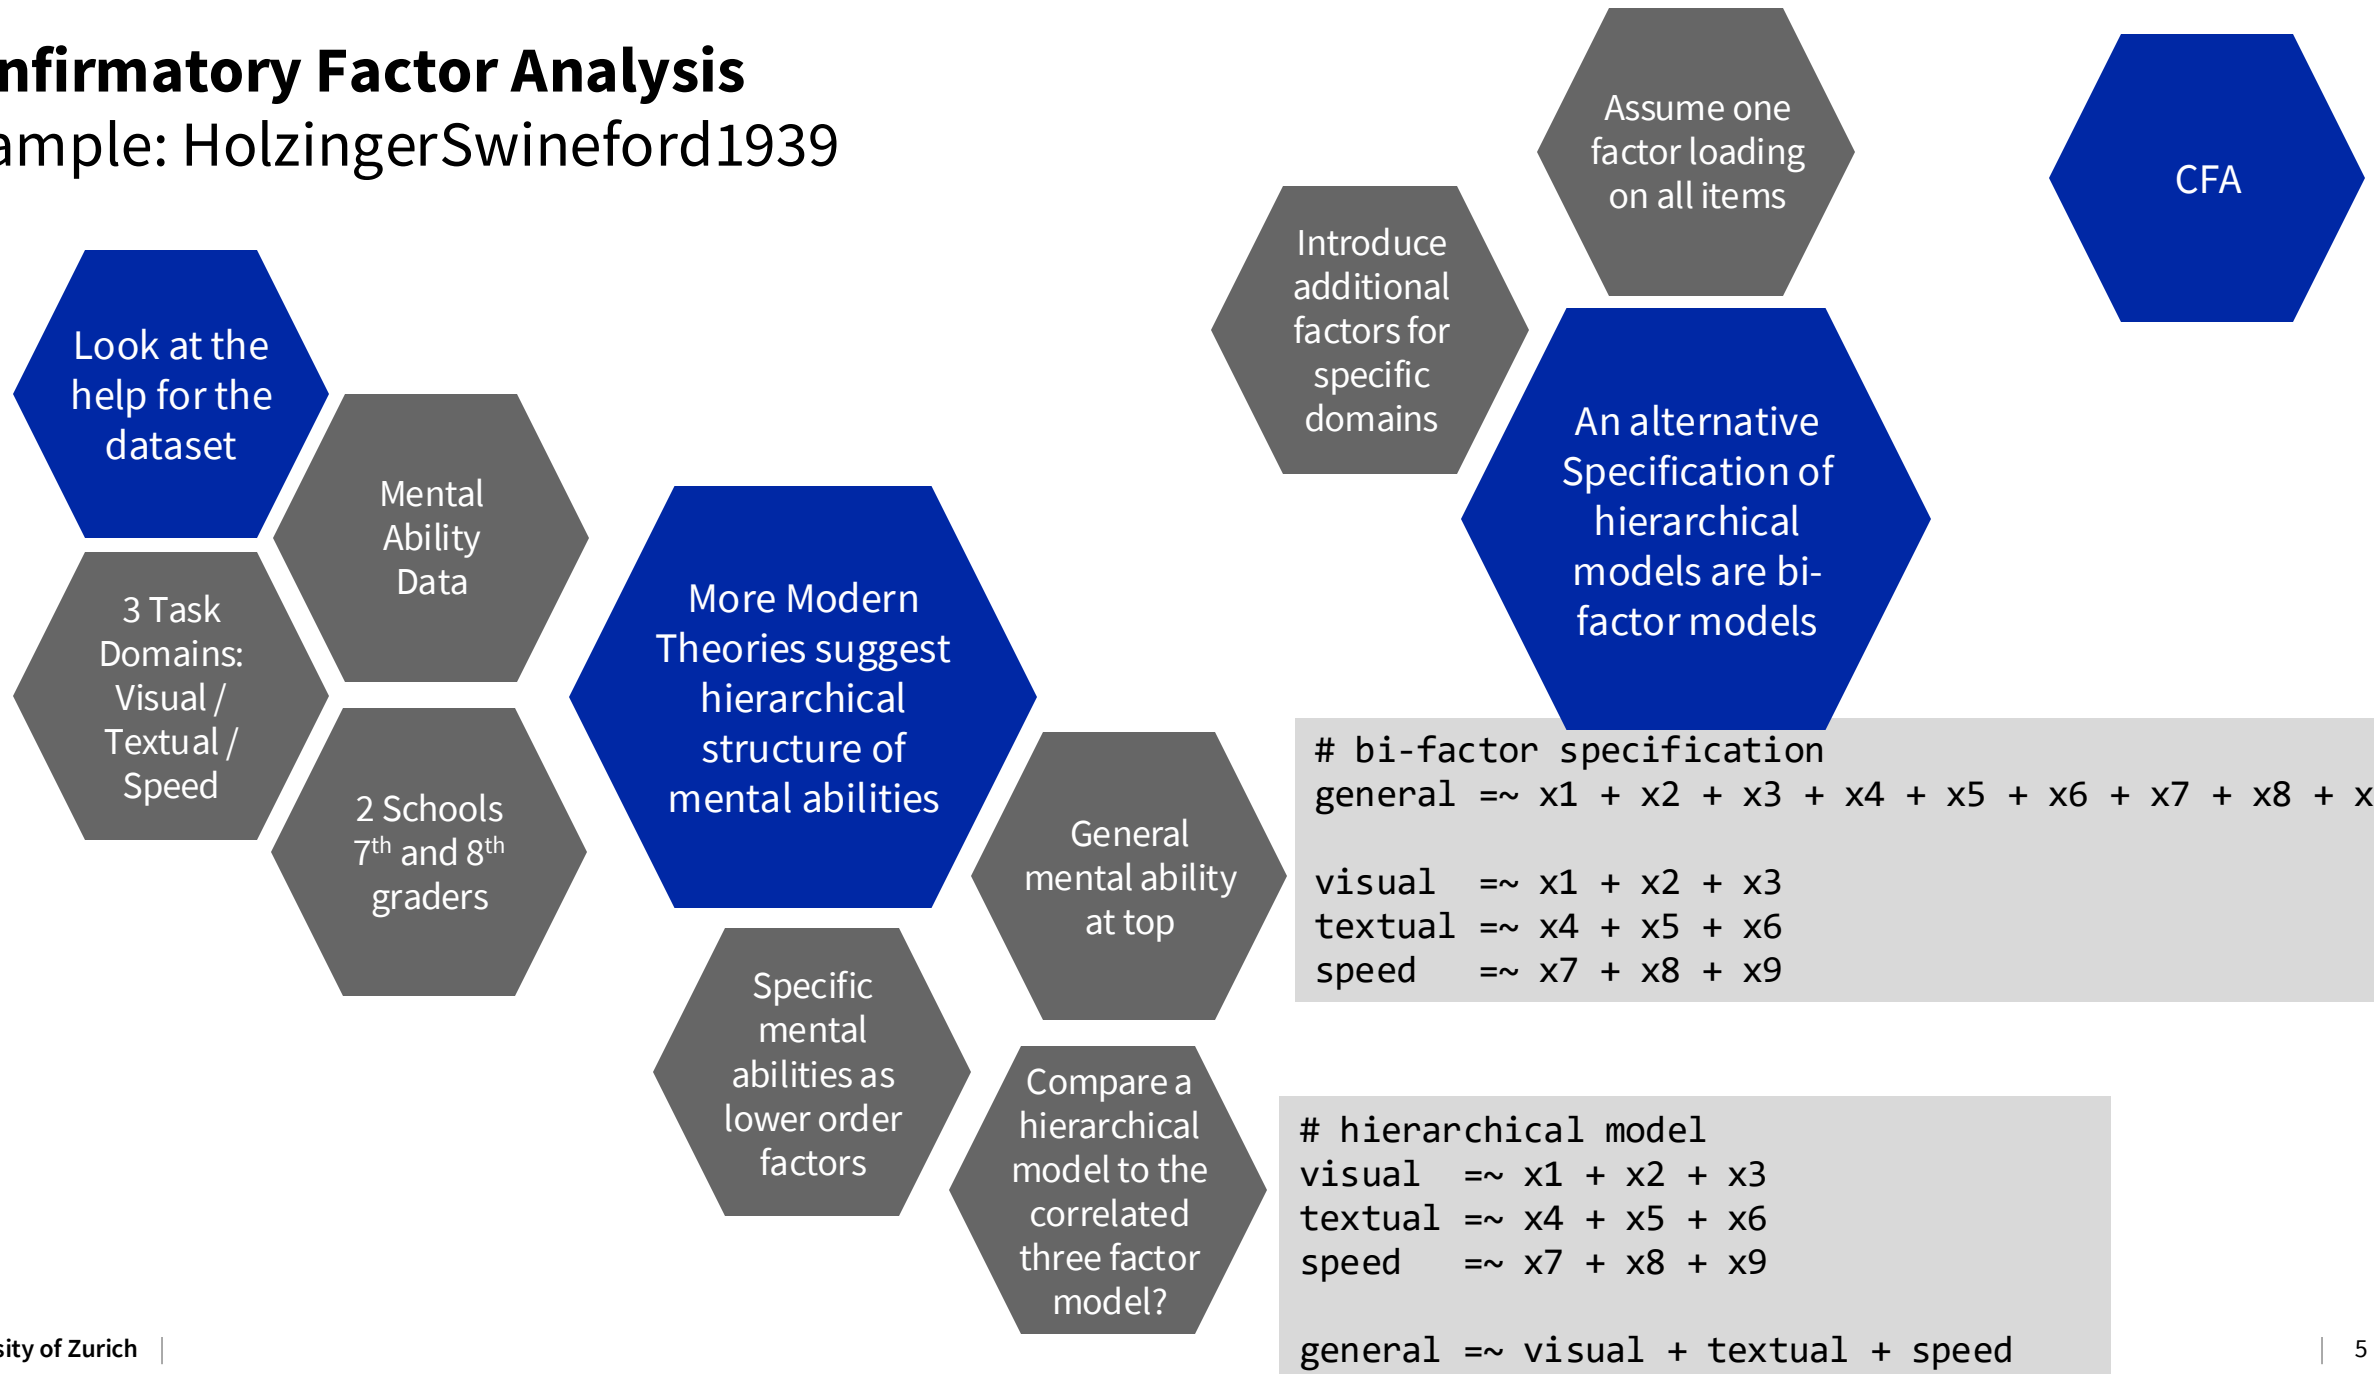 nfirmatory Factor Analysis
ample: HolzingerSwineford1939
Look at the
help for the
dataset
Mental
Ability
Data
3 Task
Domains:
Visual /
Textual /
Speed
2 Schools
7th and 8th
graders
More Modern
Theories suggest
hierarchical
structure of
mental abilities
General
mental ability
at top
Specific
mental
abilities as
lower order
factors
Compare a
hierarchical
model to the
correlated
three factor
model?
Introduce
additional
factors for
specific
domains
Assume one
factor loading
on all items
An alternative
Specification of
hierarchical
models are bi-
factor models
CFA
# bi-factor specification
general =~ x1 + x2 + x3 + x4 + x5 + x6 + x7 + x8 + x
visual  =~ x1 + x2 + x3
textual =~ x4 + x5 + x6
speed   =~ x7 + x8 + x9
# hierarchical model
visual  =~ x1 + x2 + x3
textual =~ x4 + x5 + x6
speed   =~ x7 + x8 + x9
general =~ visual + textual + speed
sity of Zurich
5